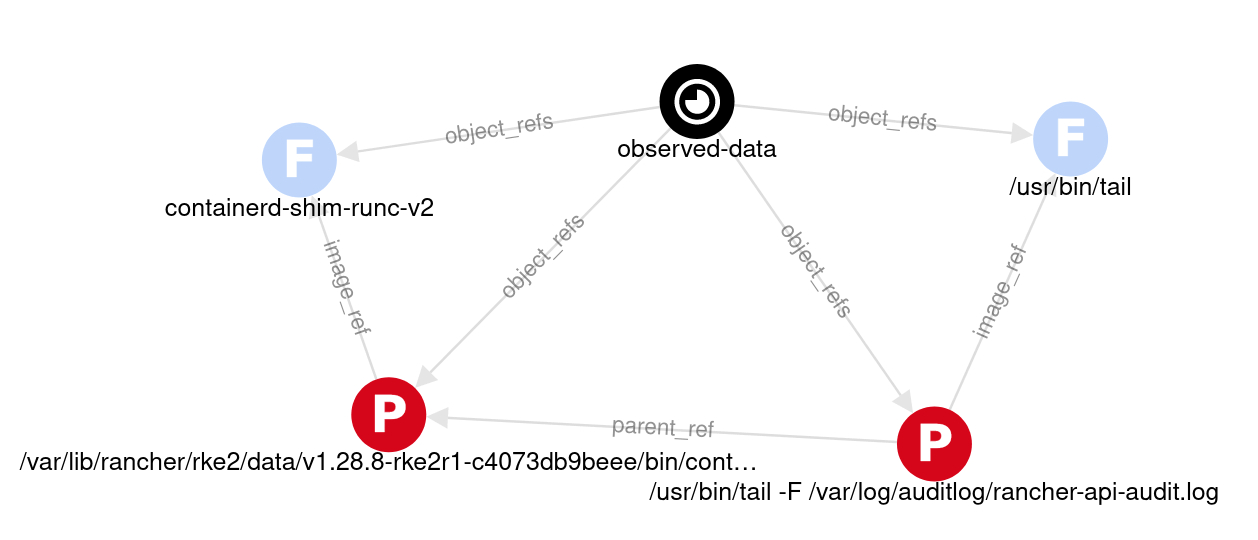 object_refs
object_refs
F
F
observed-data
/usr/bin/tail
containerd-shim-runc-v2
object_refs
object_refs
image_ref
image_ref
P
parent_ref
P
/var/lib/rancher/rke2/data/v1.28.8-rke2r1-c4073db9beee/bin/cont…
/usr/bin/tail -F /var/log/auditlog/rancher-api-audit.log